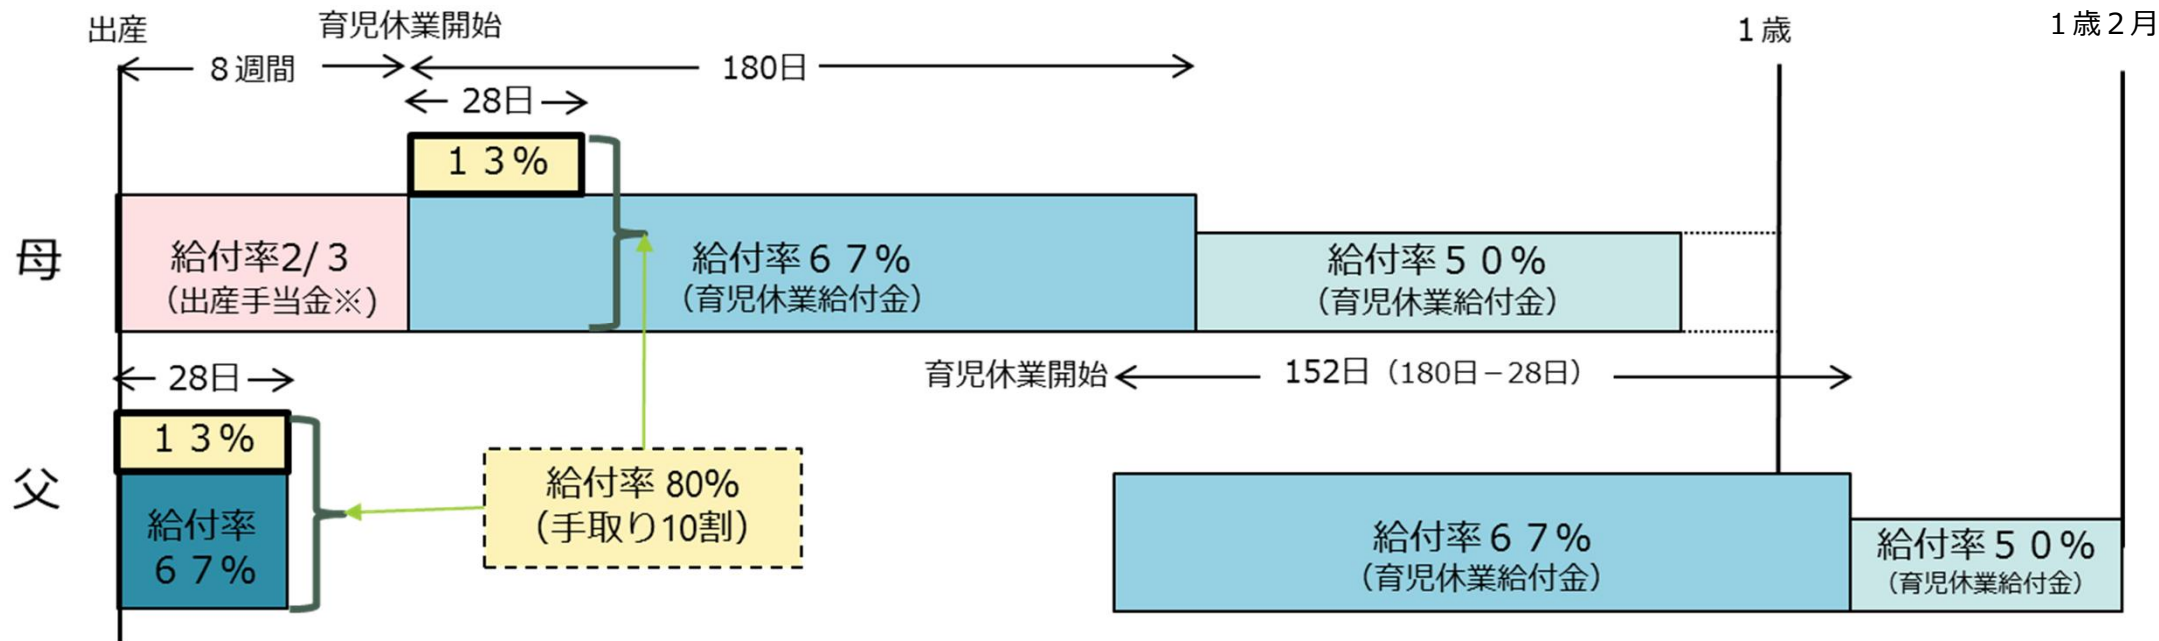 出産
育児休業開始
1歳
1歳2月
8週間
180日
28日
13%
母
給付率2/3
(出産手当金※)
給付率67%
(育児休業給付金)
給付率50%
(育児休業給付金)
28日
育児休業開始
152日(180日-28日)
13%
父
給付率
67%
給付率 80%
(手取り10割)
給付率67%
(育児休業給付金)
給付率50%
(育児休業給付金)